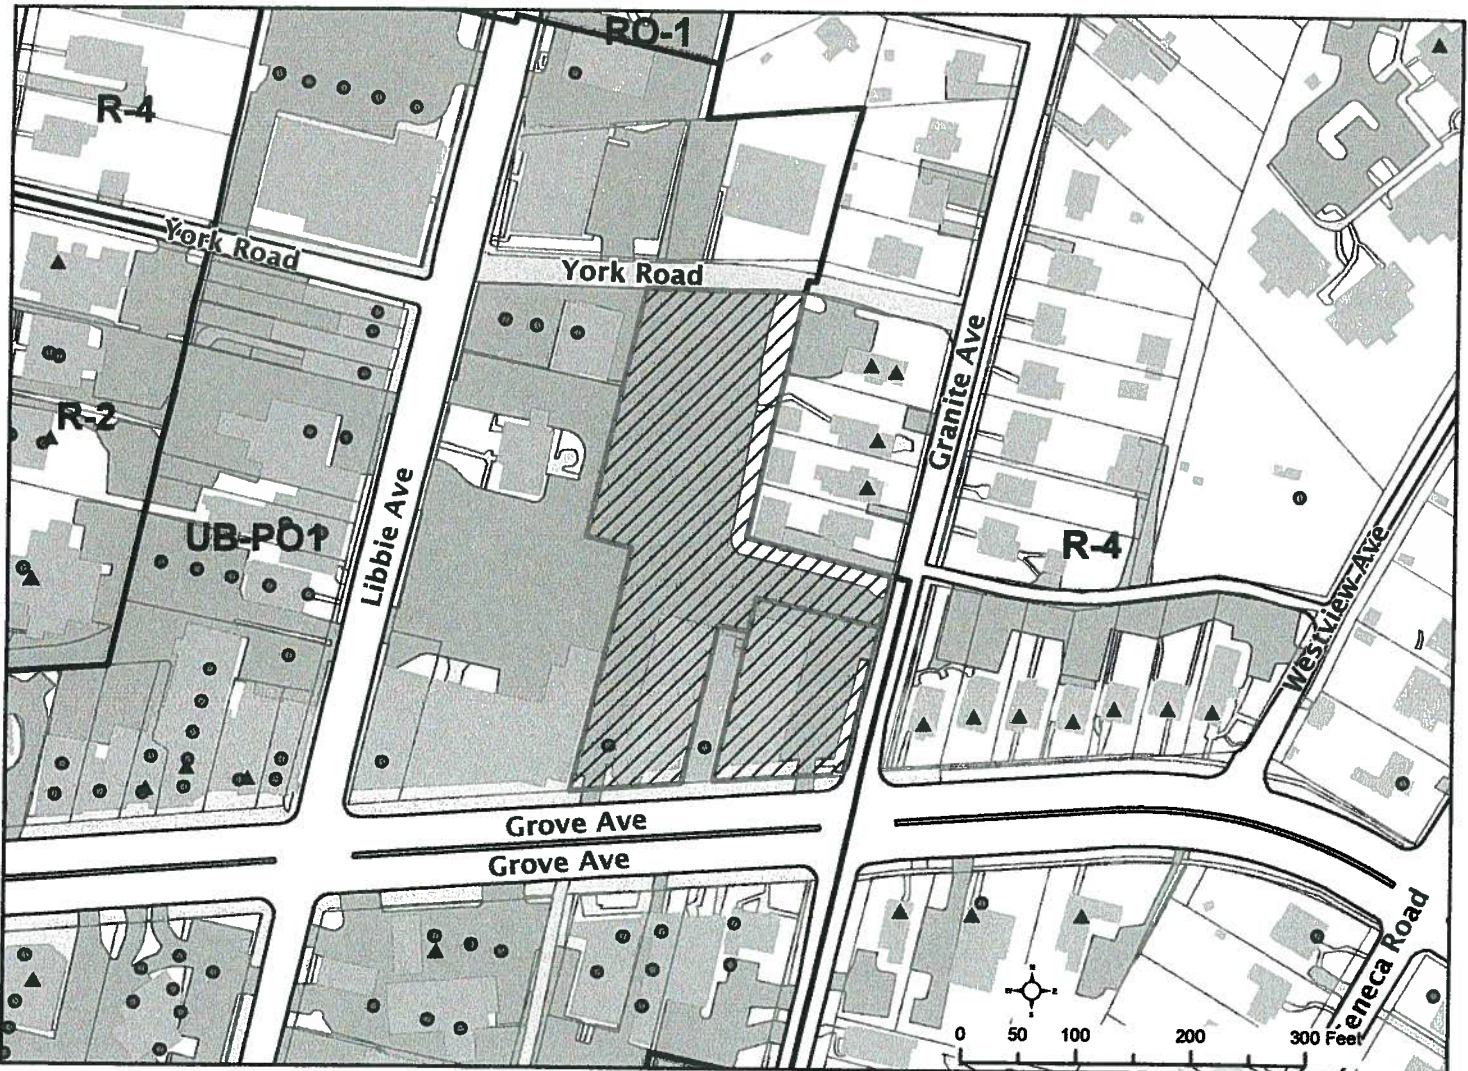 RO-1
R-4
York Road
York Road
Granite Ave
R-2
Libbie Ave
UB-PO1
R-4
Westview Ave
Grove Ave
Grove Ave
eneca Road
0 50 100 200 300 Feet